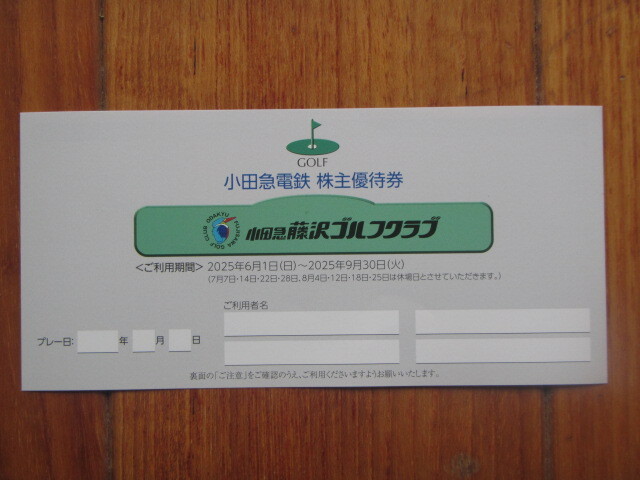 GOLF
小田急電鉄 株主優待券
ODAKYU FUJISAWA GOLF CLUB
小田急 藤沢ゴルフクラブ
<ご利用期間> 2025年6月1日(日)～2025年9月30日(火)
(7月7日・14日・22日・28日、8月4日・12日・18日・25日は休場日とさせていただきます。)
ご利用者名
プレー日: 年 月 日
裏面の「ご注意」をご確認のうえ、ご利用くださいますようお願いいたします。